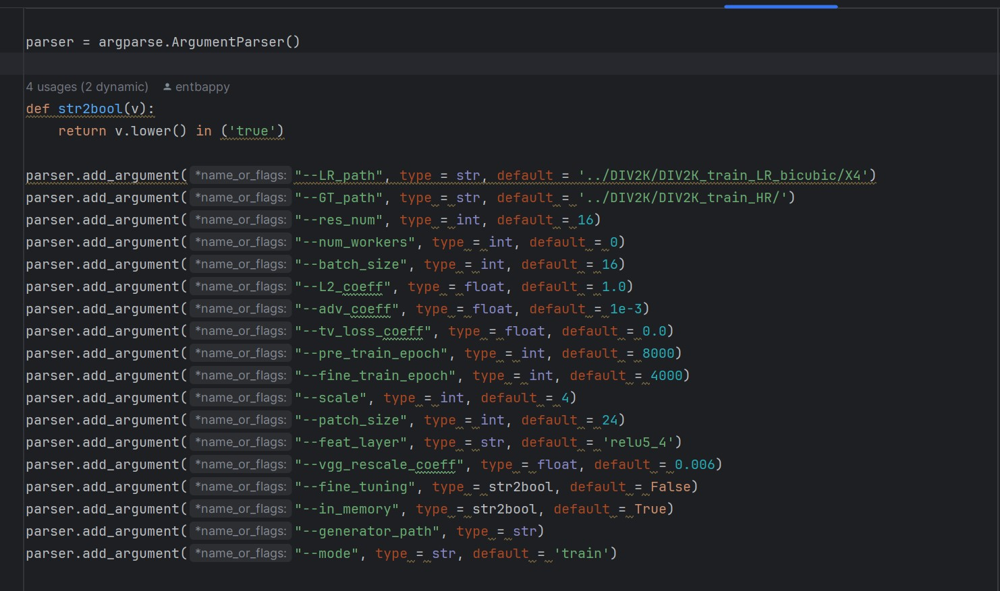 parser = argparse.ArgumentParser()
4 usages (2 dynamic) entbappy
def str2bool(v):
    return v.lower() in ('true')
parser.add_argument( *name_or_flags: "--LR_path", type = str, default = '../DIV2K/DIV2K_train_LR_bicubic/X4')
parser.add_argument( *name_or_flags: "--GT_path", type = str, default = '../DIV2K/DIV2K_train_HR/')
parser.add_argument( *name_or_flags: "--res_num", type = int, default = 16)
parser.add_argument( *name_or_flags: "--num_workers", type = int, default = 0)
parser.add_argument( *name_or_flags: "--batch_size", type = int, default = 16)
parser.add_argument( *name_or_flags: "--L2_coeff", type = float, default = 1.0)
parser.add_argument( *name_or_flags: "--adv_coeff", type = float, default = 1e-3)
parser.add_argument( *name_or_flags: "--tv_loss_coeff", type = float, default = 0.0)
parser.add_argument( *name_or_flags: "--pre_train_epoch", type = int, default = 8000)
parser.add_argument( *name_or_flags: "--fine_train_epoch", type = int, default = 4000)
parser.add_argument( *name_or_flags: "--scale", type = int, default = 4)
parser.add_argument( *name_or_flags: "--patch_size", type = int, default = 24)
parser.add_argument( *name_or_flags: "--feat_layer", type = str, default = 'relu5_4')
parser.add_argument( *name_or_flags: "--vgg_rescale_coeff", type = float, default = 0.006)
parser.add_argument( *name_or_flags: "--fine_tuning", type = str2bool, default = False)
parser.add_argument( *name_or_flags: "--in_memory", type = str2bool, default = True)
parser.add_argument( *name_or_flags: "--generator_path", type = str)
parser.add_argument( *name_or_flags: "--mode", type = str, default = 'train')